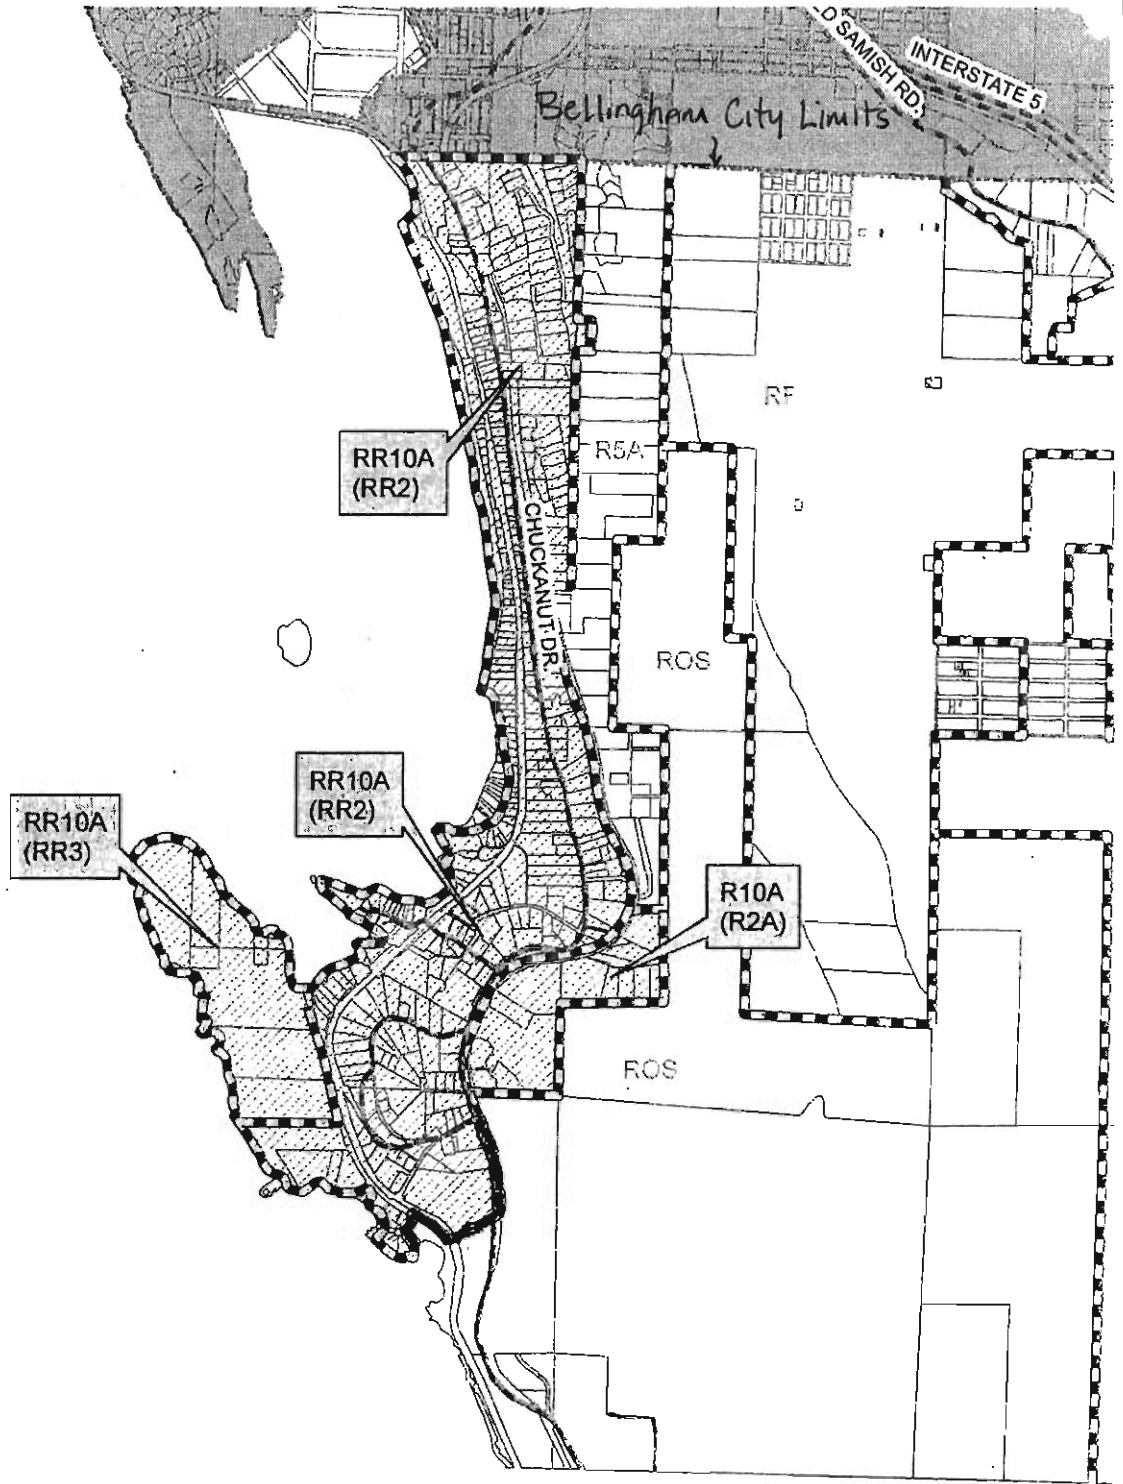 OLD SAMISH RD.
INTERSTATE 5
Bellingham City Limits
RF
RR10A
(RR2)
R5A
CHUCKANUT DR.
ROS
RR10A
(RR2)
RR10A
(RR3)
R10A
(R2A)
ROS